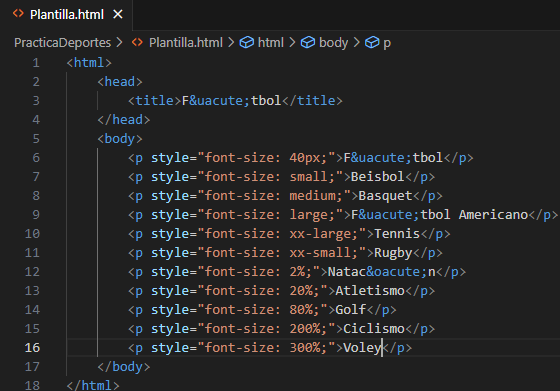 Plantilla.html
PracticaDeportes > Plantilla.html > html > body > p
1 <html>
2 <head>
3 <title>F&uacute;tbol</title>
4 </head>
5 <body>
6 <p style="font-size: 40px;">F&uacute;tbol</p>
7 <p style="font-size: small;">Beisbol</p>
8 <p style="font-size: medium;">Basquet</p>
9 <p style="font-size: large;">F&uacute;tbol Americano</p>
10 <p style="font-size: xx-large;">Tennis</p>
11 <p style="font-size: xx-small;">Rugby</p>
12 <p style="font-size: 2%;">Natac&oacute;n</p>
13 <p style="font-size: 20%;">Atletismo</p>
14 <p style="font-size: 80%;">Golf</p>
15 <p style="font-size: 200%;">Ciclismo</p>
16 <p style="font-size: 300%;">Voley</p>
17 </body>
18 </html>